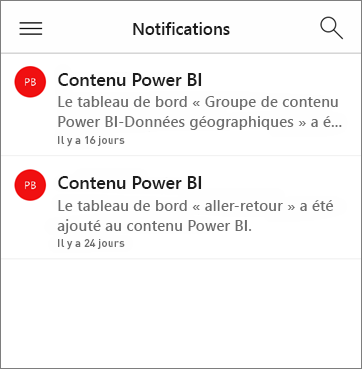 Notifications
PB
Contenu Power BI
Le tableau de bord « Groupe de contenu
Power BI-Données géographiques » a é...
Il y a 16 jours
PB
Contenu Power BI
Le tableau de bord « aller-retour » a été
ajouté au contenu Power BI.
Il y a 24 jours